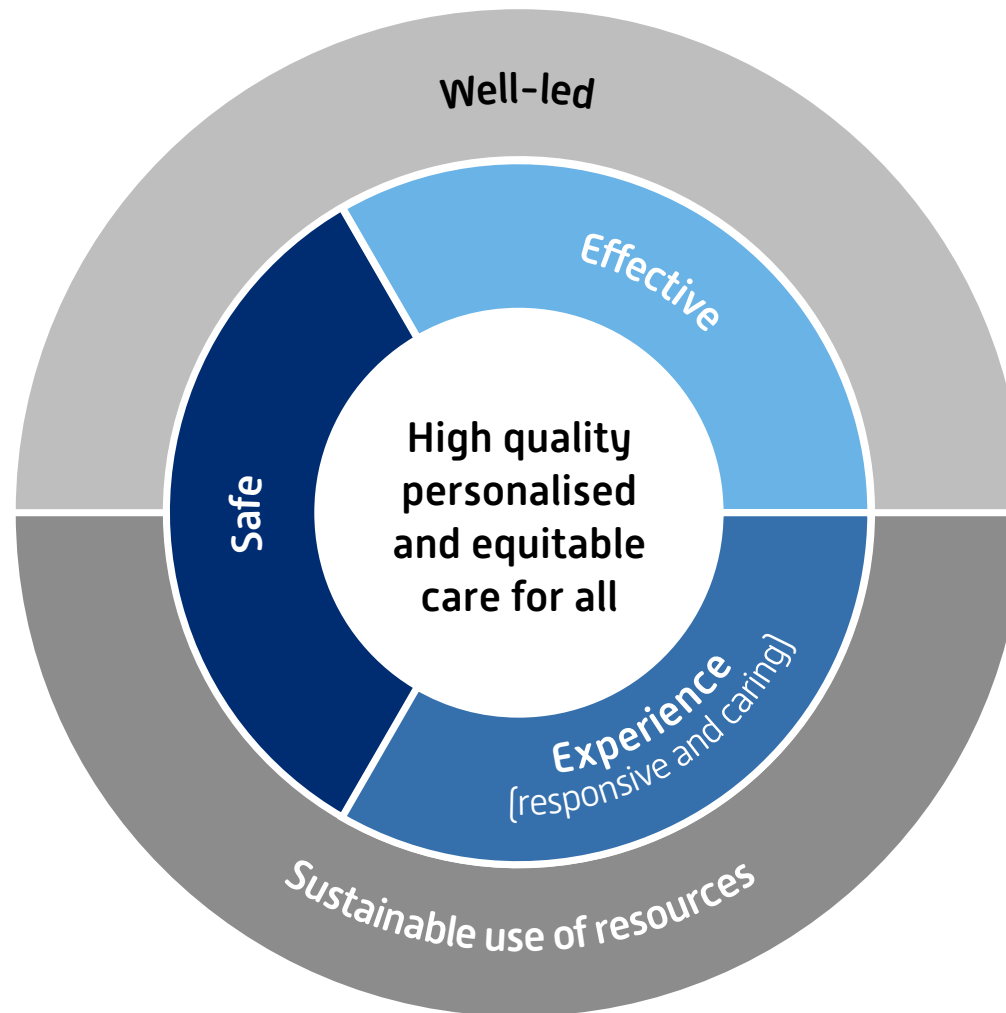 Well-led
Effective
Safe
High quality
personalised
and equitable
care for all
Experience
(responsive and caring)
Sustainable use of resources